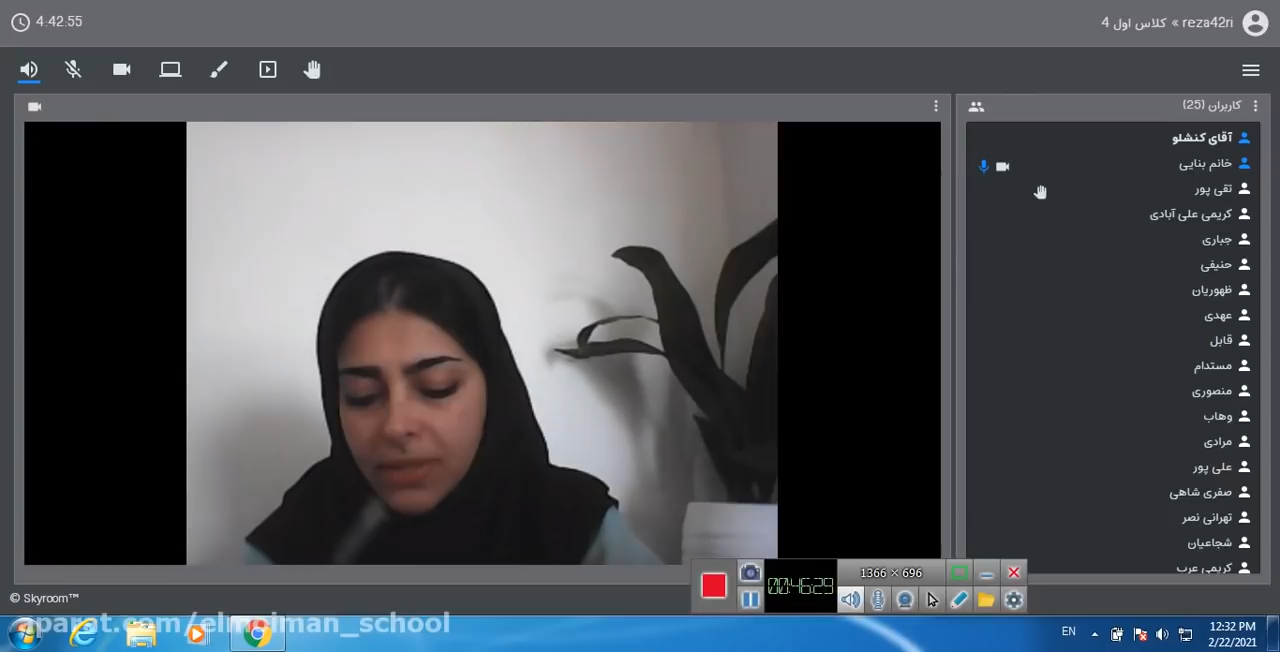 4:42.55
reza42ri » کلاس اول 4
کاربران (25)
آقای کنشلو
خانم بنایی
تقی پور
کریمی علی آبادی
جباری
حنیفی
ظهوریان
عهدی
قابل
مستدام
منصوری
وهاب
مرادی
علی پور
صفری شاهی
تهرانی نصر
شجاعیان
کریمی عرب
1366 × 696
00:46:29
© Skyroom™
aparat.com/elmoiman_school
EN
12:32 PM
2/22/2021